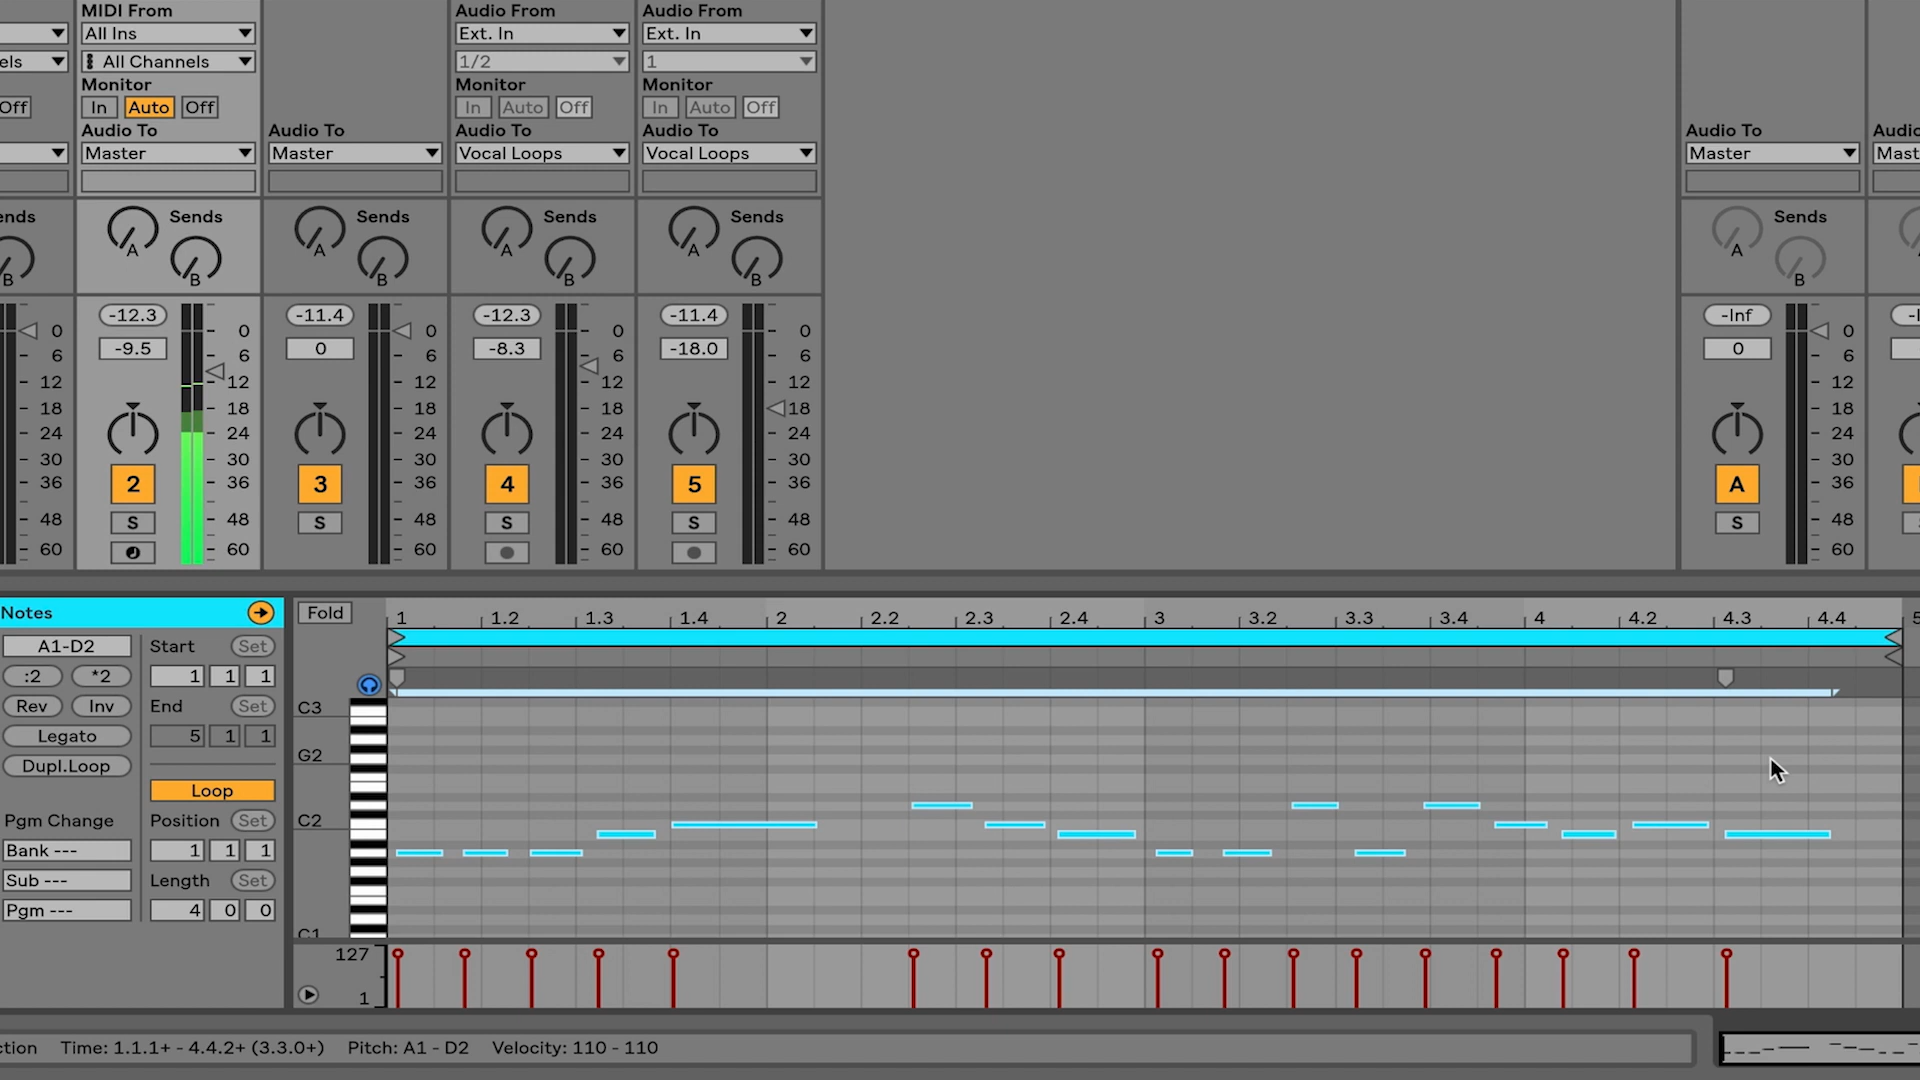 MIDI From
Audio From
Audio From
All Ins
Ext. In
Ext. In
els
All Channels
1/2
1
Monitor
Monitor
Monitor
Off
In
Auto
Off
In
Auto
Off
In
Auto
Off
Audio To
Audio To
Audio To
Audio To
Audio To
Audio
Master
Master
Vocal Loops
Vocal Loops
Master
Mast
ends
Sends
Sends
Sends
Sends
Sends
A
A
A
A
A
B
B
B
B
B
B
-12.3
-11.4
-12.3
-11.4
-Inf
0
0
0
0
0
0
-9.5
0
-8.3
-18.0
0
6
6
6
6
6
6
12
12
12
12
12
12
18
18
18
18
18
18
24
24
24
24
24
24
30
30
30
30
30
30
2
3
4
5
A
36
36
36
36
36
36
S
S
S
S
S
48
48
48
48
48
48
60
60
60
60
60
60
Notes
Fold
1
1.2
1.3
1.4
2
2.2
2.3
2.4
3
3.2
3.3
3.4
4
4.2
4.3
4.4
5
A1-D2
Start
Set
:2
*2
1
1
1
Rev
Inv
End
Set
Legato
5
1
1
Dupl.Loop
Loop
Pgm Change
Position
Set
Bank ---
1
1
1
Sub ---
Length
Set
Pgm ---
4
0
0
C3
G2
C2
C1
127
1
ction
Time: 1.1.1+ - 4.4.2+ (3.3.0+)
Pitch: A1 - D2
Velocity: 110 - 110